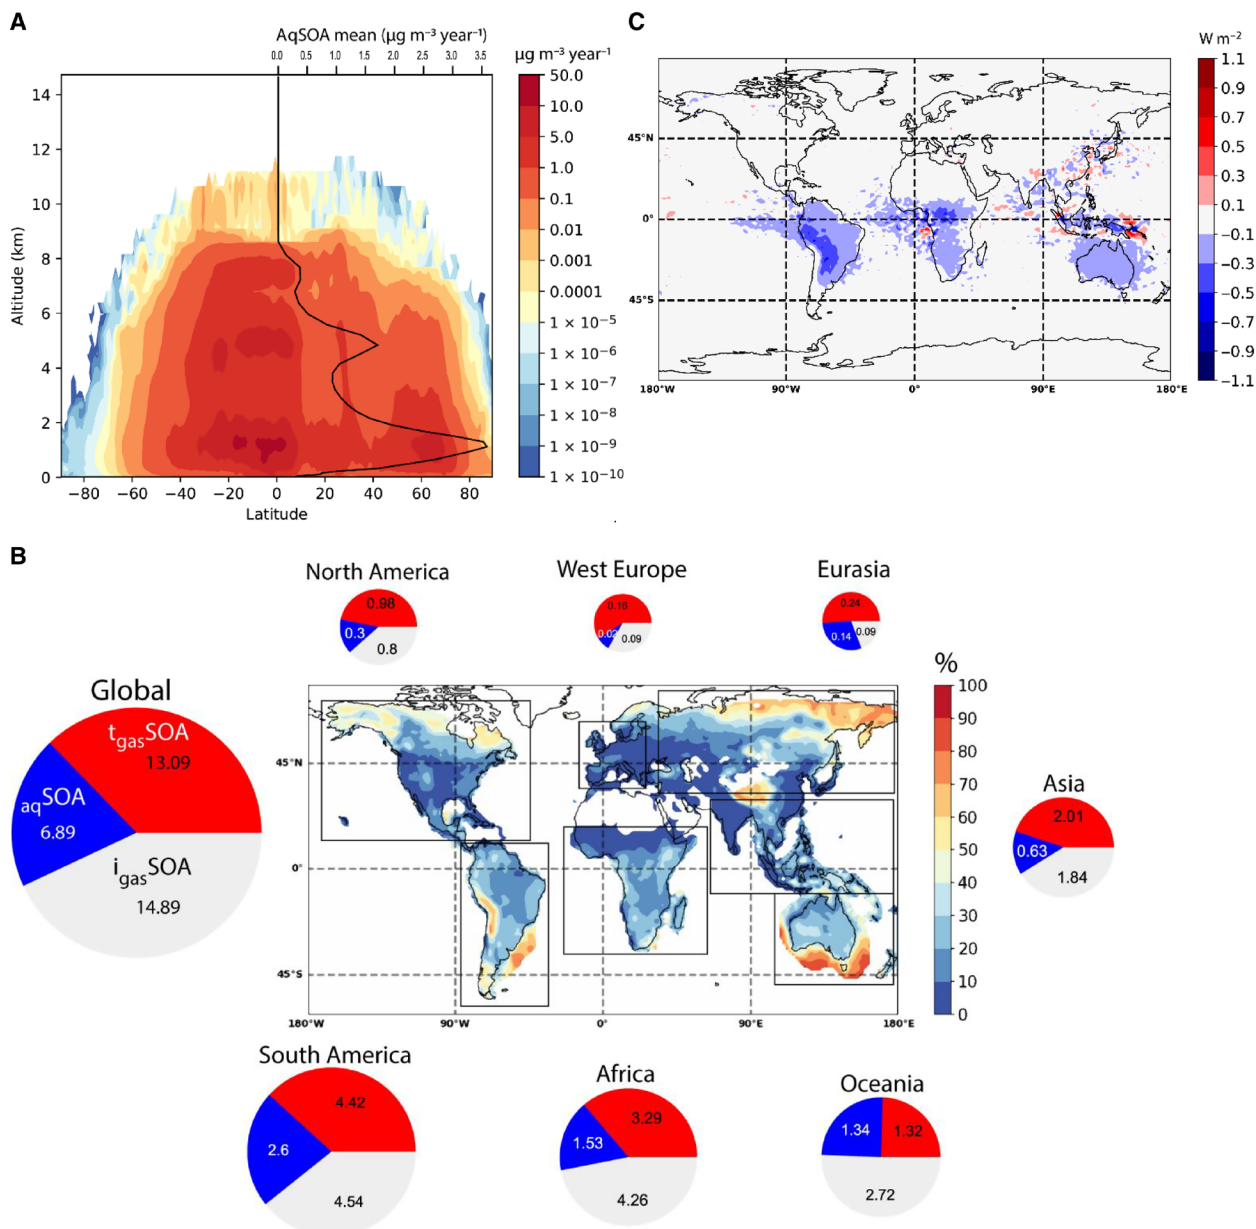 A
AqSOA mean (µg m⁻³ year⁻¹)
0.0 0.5 1.0 1.5 2.0 2.5 3.0 3.5
µg m⁻³ year⁻¹
14
12
10
8
6
4
2
0
Altitude (km)
−80 −60 −40 −20 0 20 40 60 80
Latitude
50.0
10.0
5.0
1.0
0.1
0.01
0.001
0.0001
1 × 10⁻⁵
1 × 10⁻⁶
1 × 10⁻⁷
1 × 10⁻⁸
1 × 10⁻⁹
1 × 10⁻¹⁰
C
W m⁻²
45°N
0°
45°S
180°W 90°W 0° 90°E 180°E
1.1
0.9
0.7
0.5
0.3
0.1
−0.1
−0.3
−0.5
−0.7
−0.9
−1.1
B
North America
0.98
0.3
0.8
West Europe
0.16
0.02
0.09
Eurasia
0.24
0.14
0.09
Global
tgasSOA
13.09
aqSOA
6.89
igasSOA
14.89
45°N
0°
45°S
180°W 90°W 0° 90°E 180°E
%
100
90
80
70
60
50
40
30
20
10
0
Asia
2.01
0.63
1.84
South America
4.42
2.6
4.54
Africa
3.29
1.53
4.26
Oceania
1.34
1.32
2.72